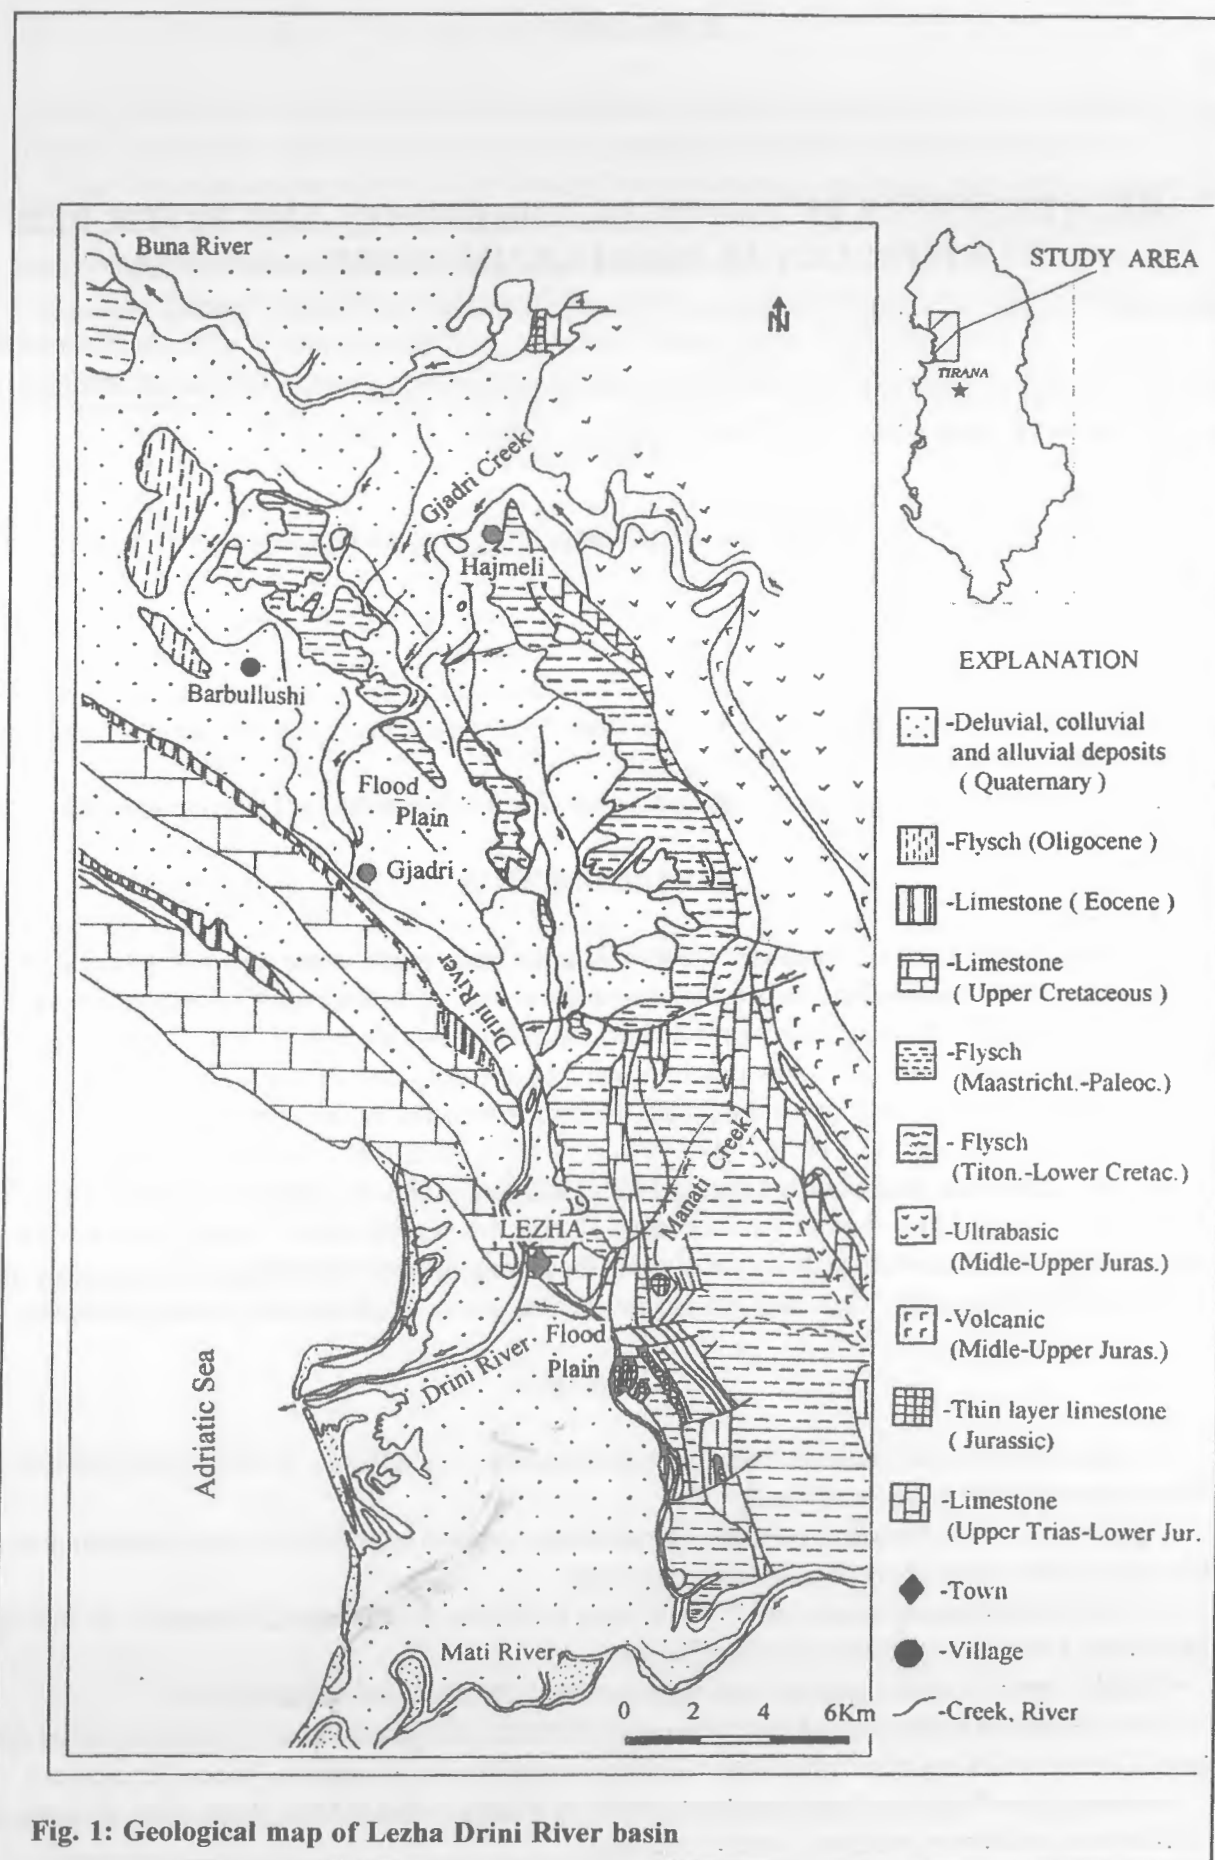 Buna River
N
STUDY AREA
TIRANA
Gjadri Creek
Hajmeli
Barbullushi
Flood
Plain
Gjadri
Drini River
Manati Creek
LEZHA
Flood
Plain
Drini River
Adriatic Sea
Mati River
0 2 4 6Km
EXPLANATION
-Deluvial, colluvial
and alluvial deposits
( Quaternary )
-Flysch (Oligocene )
-Limestone ( Eocene )
-Limestone
( Upper Cretaceous )
-Flysch
(Maastricht.-Paleoc.)
- Flysch
(Titon.-Lower Cretac.)
-Ultrabasic
(Midle-Upper Juras.)
-Volcanic
(Midle-Upper Juras.)
-Thin layer limestone
( Jurassic)
-Limestone
(Upper Trias-Lower Jur.
-Town
-Village
-Creek, River
Fig. 1: Geological map of Lezha Drini River basin